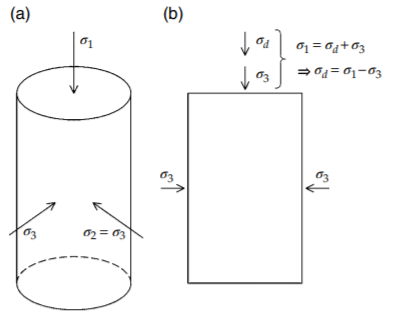 (a)
(b)
σ1
σd
σ3
σ1 = σd + σ3
⇒ σd = σ1 − σ3
σ3
σ3
σ3
σ2 = σ3